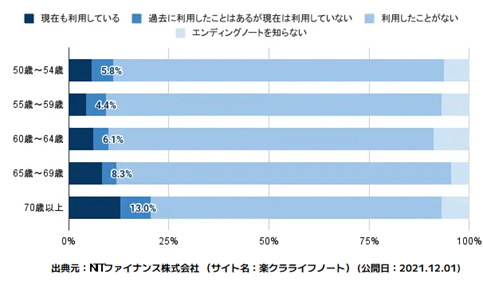 現在も利用している 過去に利用したことはあるが現在は利用していない 利用したことがない
エンディングノートを知らない
50歳～54歳 5.8%
55歳～59歳 4.4%
60歳～64歳 6.1%
65歳～69歳 8.3%
70歳以上 13.0%
0% 25% 50% 75% 100%
出典元：NTTファイナンス株式会社（サイト名：楽クラライフノート）（公開日：2021.12.01）